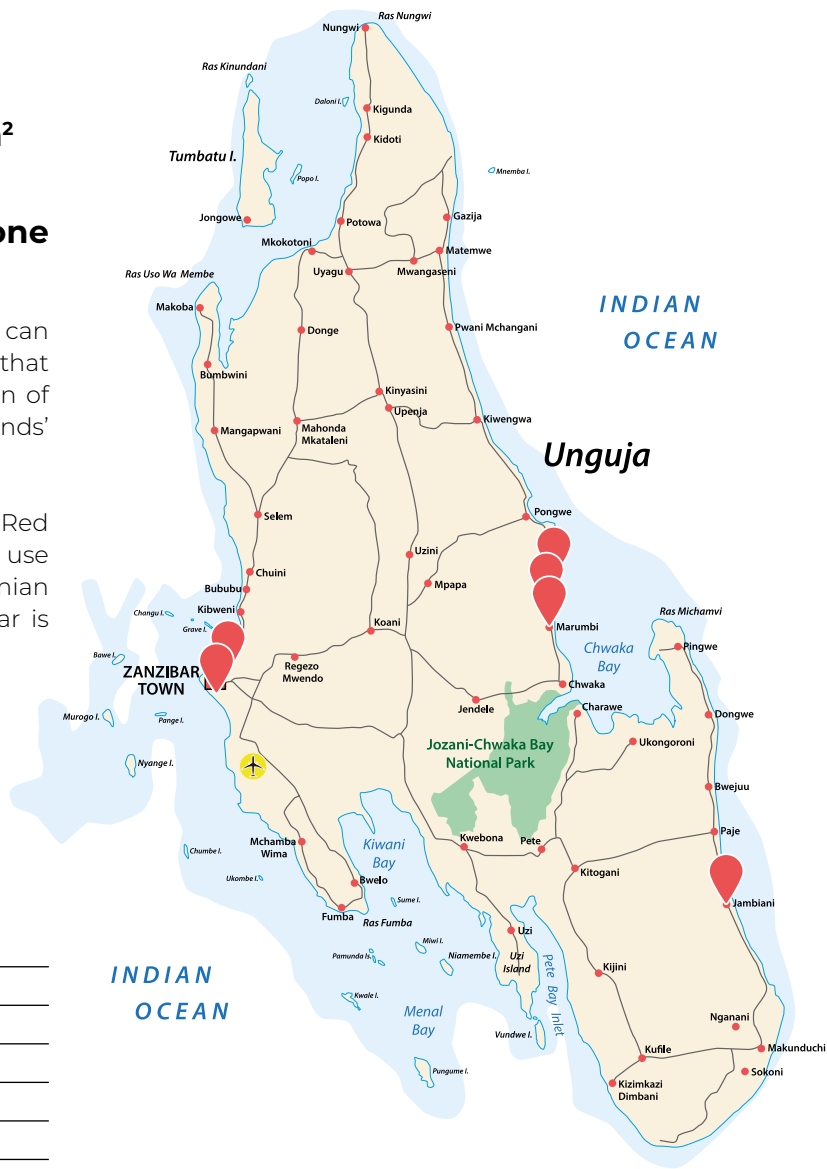 ²
one
can
that
n of
nds’
Red
use
nian
ar is
Ras Nungwi
Nungwi
Ras Kinundani
Daloni I.
Kigunda
Kidoti
Tumbatu I.
Popo I.
Mnemba I.
Jongowe
Potowa
Gazija
Mkokotoni
Matemwe
Uyagu
Mwangaseni
Ras Uso Wa Membe
Makoba
INDIAN
OCEAN
Donge
Pwani Mchangani
Bumbwini
Kinyasini
Upenja
Mangapwani
Mahonda
Mkataleni
Kiwengwa
Unguja
Selem
Pongwe
Uzini
Chuini
Mpapa
Bububu
Kibweni
Changu I.
Grave I.
Koani
Marumbi
Ras Michamvi
Chwaka
Bay
Pingwe
Bawe I.
ZANZIBAR
TOWN
Regezo
Mwendo
Chwaka
Jendele
Charawe
Dongwe
Murogo I.
Pange I.
Jozani-Chwaka Bay
National Park
Ukongoroni
Nyange I.
Bwejuu
Mchamba
Wima
Kiwani
Bay
Kwebona
Pete
Paje
Chumbe I.
Kitogani
Ukombe I.
Bwelo
Sume I.
Fumba
Ras Fumba
Jambiani
Uzi
Uzi
Island
Pete Bay Inlet
Miwi I.
Niamembe I.
Pamunda Is.
INDIAN
OCEAN
Kijini
Kwale I.
Menal
Bay
Vundwe I.
Nganani
Kufile
Makunduchi
Pungume I.
Sokoni
Kizimkazi
Dimbani